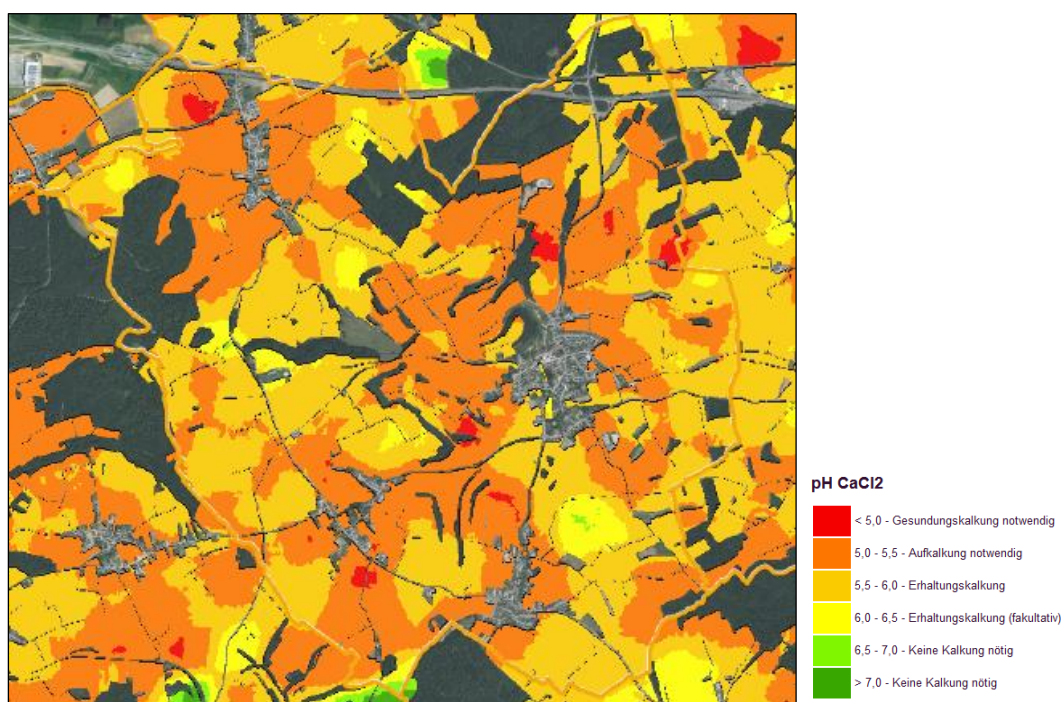 pH CaCl2
< 5,0 - Gesundungskalkung notwendig
5,0 - 5,5 - Aufkalkung notwendig
5,5 - 6,0 - Erhaltungskalkung
6,0 - 6,5 - Erhaltungskalkung (fakultativ)
6,5 - 7,0 - Keine Kalkung nötig
> 7,0 - Keine Kalkung nötig